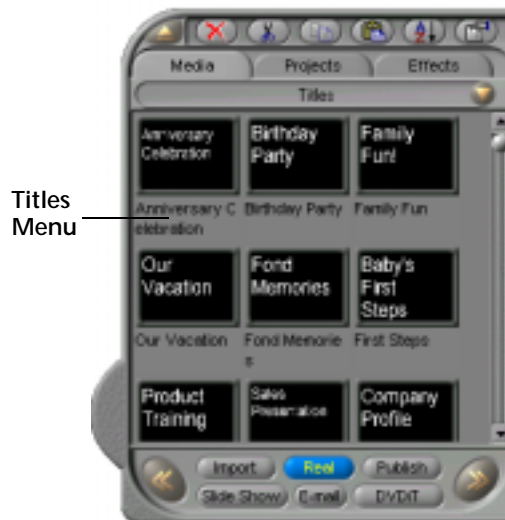 Media Projects Effects
Titles
Anniversary Celebration
Birthday Party
Family Fun!
Anniversary C
elebration
Birthday Party
Family Fun
Titles
Menu
Our Vacation
Fond Memories
Baby's First Steps
Our Vacation
Fond Memorie
s
First Steps
Product Training
Sales Presentation
Company Profile
Import Real Publish
Slide Show E-mail DVDiT